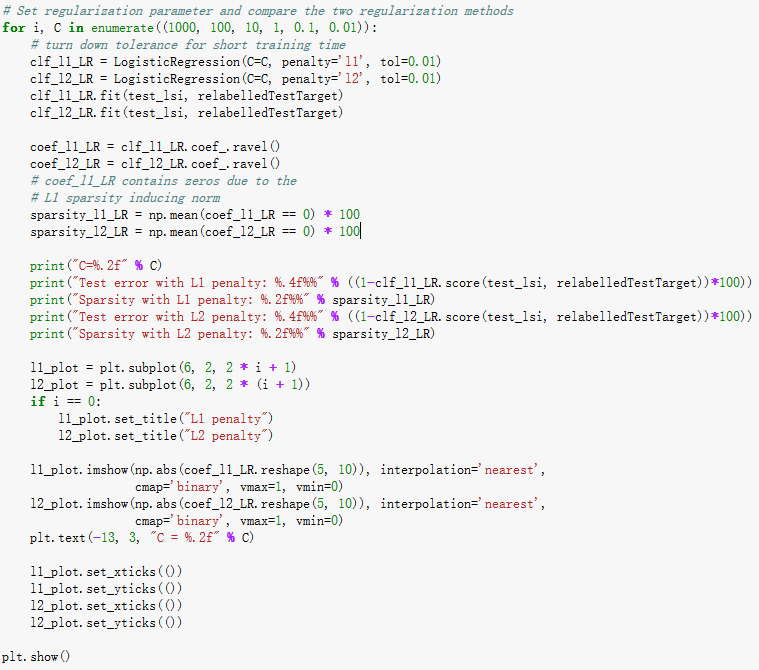 # Set regularization parameter and compare the two regularization methods
for i, C in enumerate((1000, 100, 10, 1, 0.1, 0.01)):
    # turn down tolerance for short training time
    clf_l1_LR = LogisticRegression(C=C, penalty='l1', tol=0.01)
    clf_l2_LR = LogisticRegression(C=C, penalty='l2', tol=0.01)
    clf_l1_LR.fit(test_lsi, relabelledTestTarget)
    clf_l2_LR.fit(test_lsi, relabelledTestTarget)

    coef_l1_LR = clf_l1_LR.coef_.ravel()
    coef_l2_LR = clf_l2_LR.coef_.ravel()
    # coef_l1_LR contains zeros due to the
    # L1 sparsity inducing norm
    sparsity_l1_LR = np.mean(coef_l1_LR == 0) * 100
    sparsity_l2_LR = np.mean(coef_l2_LR == 0) * 100

    print("C=%.2f" % C)
    print("Test error with L1 penalty: %.4f%%" % ((1-clf_l1_LR.score(test_lsi, relabelledTestTarget))*100))
    print("Sparsity with L1 penalty: %.2f%%" % sparsity_l1_LR)
    print("Test error with L2 penalty: %.4f%%" % ((1-clf_l2_LR.score(test_lsi, relabelledTestTarget))*100))
    print("Sparsity with L2 penalty: %.2f%%" % sparsity_l2_LR)

    l1_plot = plt.subplot(6, 2, 2 * i + 1)
    l2_plot = plt.subplot(6, 2, 2 * (i + 1))
    if i == 0:
        l1_plot.set_title("L1 penalty")
        l2_plot.set_title("L2 penalty")

    l1_plot.imshow(np.abs(coef_l1_LR.reshape(5, 10)), interpolation='nearest',
                   cmap='binary', vmax=1, vmin=0)
    l2_plot.imshow(np.abs(coef_l2_LR.reshape(5, 10)), interpolation='nearest',
                   cmap='binary', vmax=1, vmin=0)
    plt.text(-13, 3, "C = %.2f" % C)

    l1_plot.set_xticks(())
    l1_plot.set_yticks(())
    l2_plot.set_xticks(())
    l2_plot.set_yticks(())

plt.show()